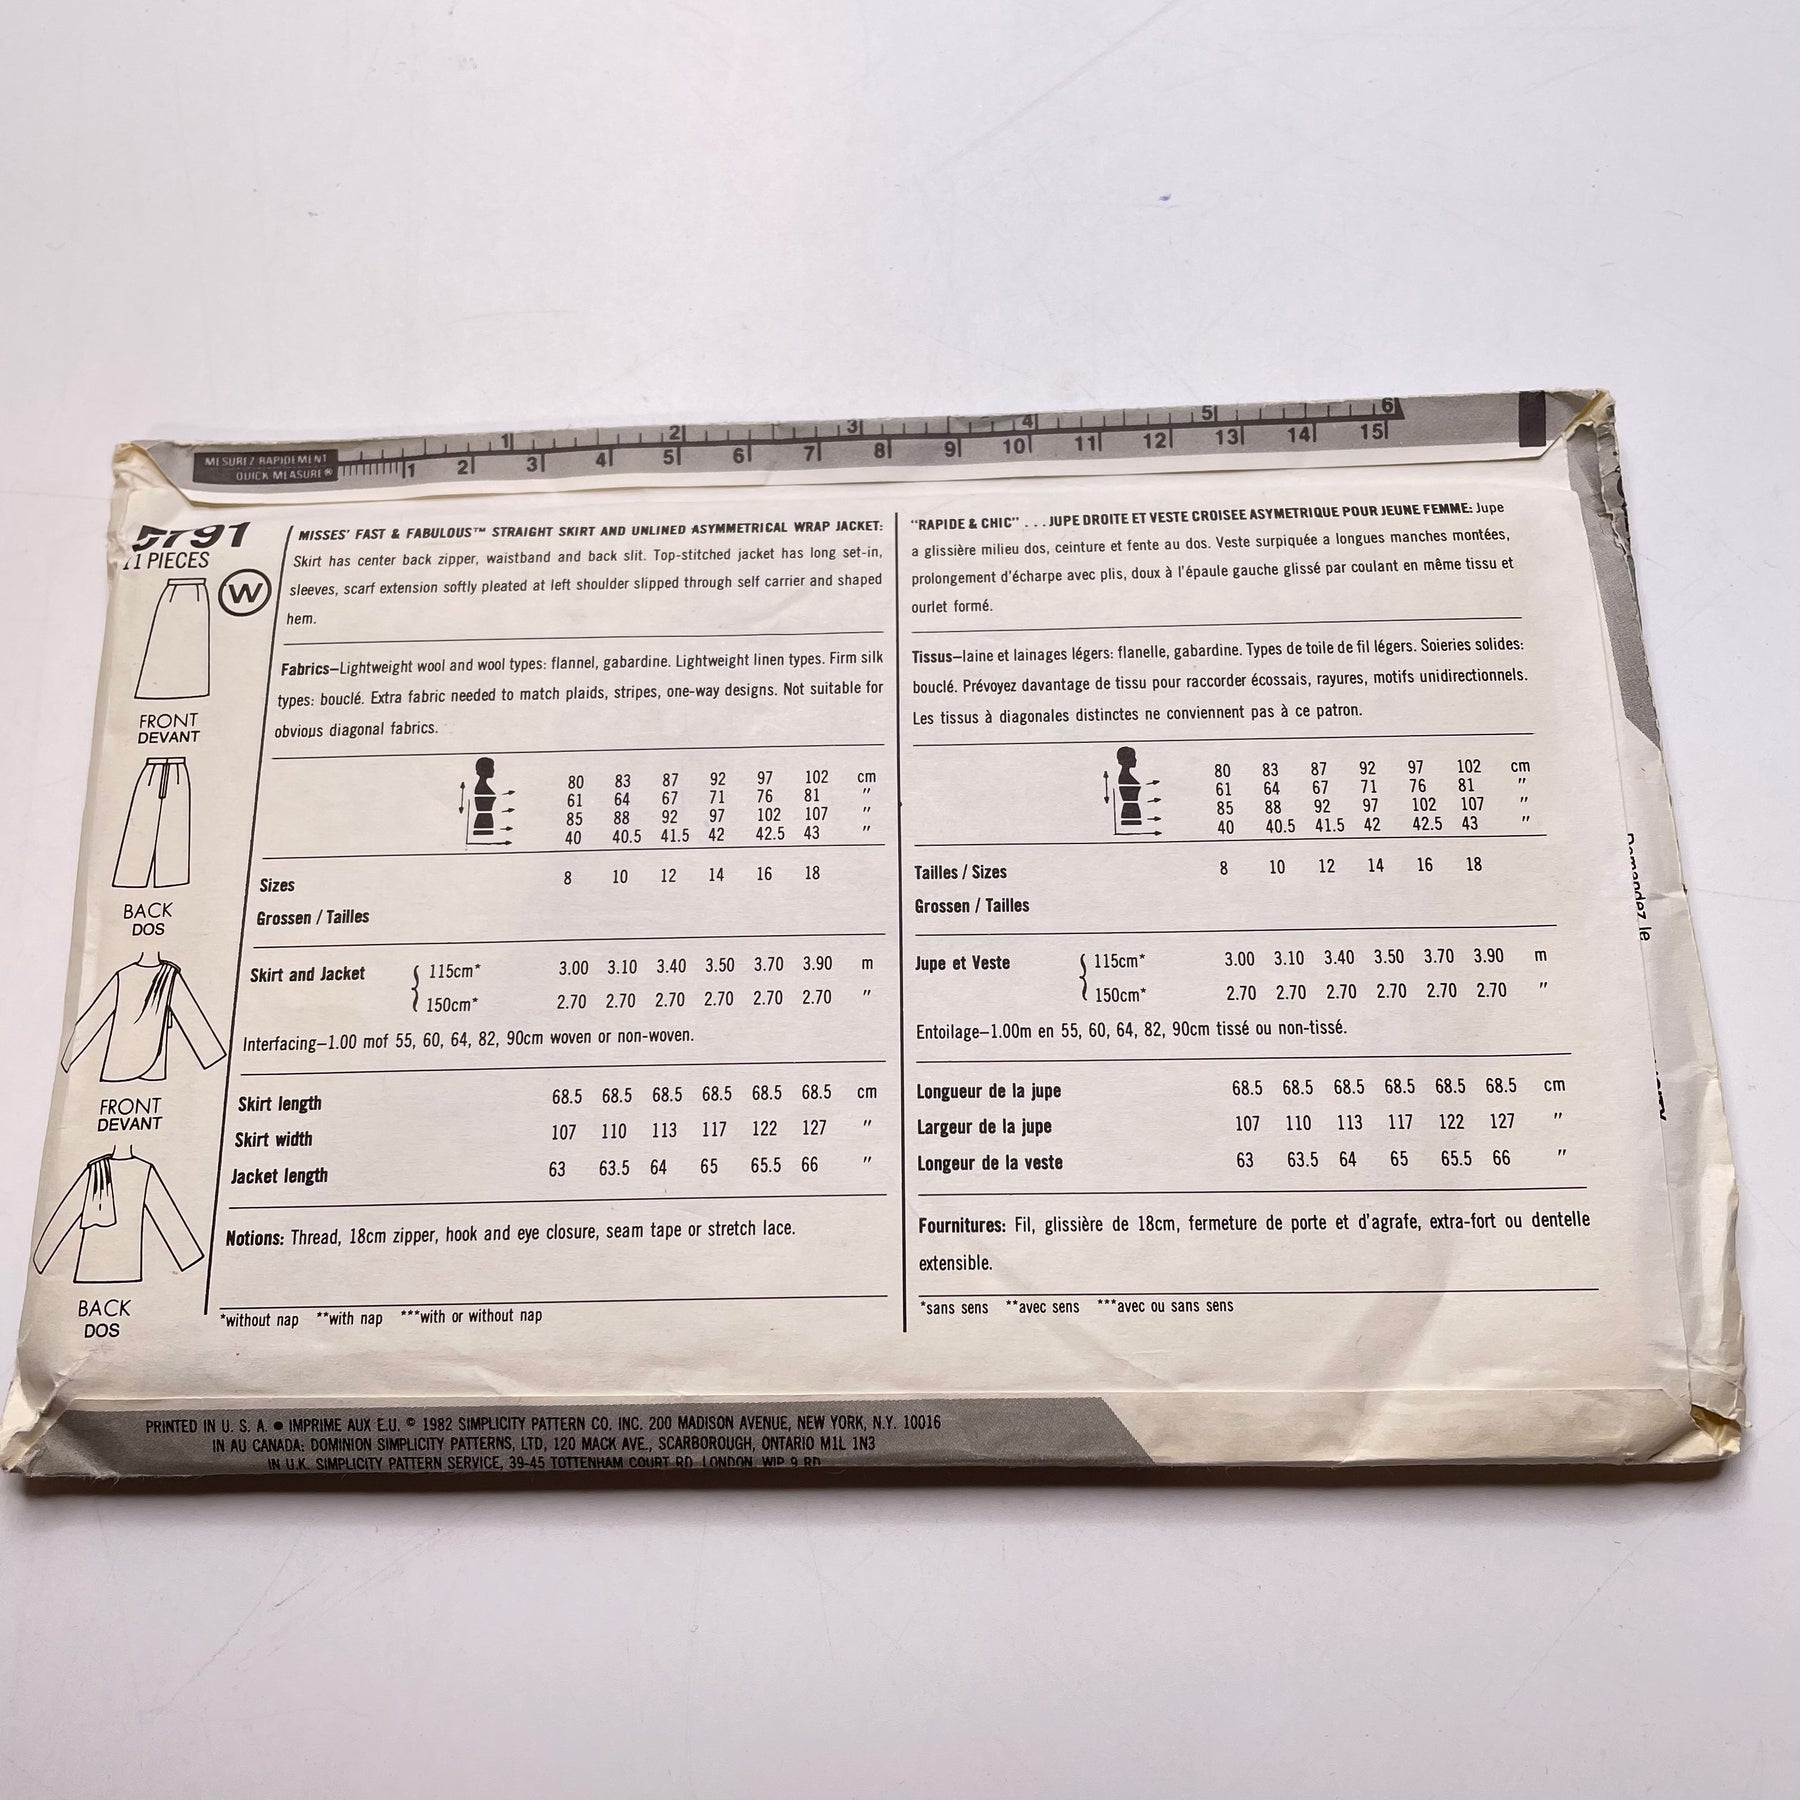 MESUREZ RAPIDEMENT
QUICK MEASURE®
1 2 3 4 5 6
1 2 3 4 5 6 7 8 9 10 11 12 13 14 15
5791
11 PIECES
W
FRONT
DEVANT
BACK
DOS
FRONT
DEVANT
BACK
DOS
MISSES' FAST & FABULOUS™ STRAIGHT SKIRT AND UNLINED ASYMMETRICAL WRAP JACKET:
Skirt has center back zipper, waistband and back slit. Top-stitched jacket has long set-in,
sleeves, scarf extension softly pleated at left shoulder slipped through self carrier and shaped
hem.
Fabrics—Lightweight wool and wool types: flannel, gabardine. Lightweight linen types. Firm silk
types: bouclé. Extra fabric needed to match plaids, stripes, one-way designs. Not suitable for
obvious diagonal fabrics.
80 83 87 92 97 102 cm
61 64 67 71 76 81 "
85 88 92 97 102 107 "
40 40.5 41.5 42 42.5 43 "
Sizes 8 10 12 14 16 18
Grossen / Tailles
Skirt and Jacket 115cm* 3.00 3.10 3.40 3.50 3.70 3.90 m
150cm* 2.70 2.70 2.70 2.70 2.70 2.70 "
Interfacing—1.00 mof 55, 60, 64, 82, 90cm woven or non-woven.
Skirt length 68.5 68.5 68.5 68.5 68.5 68.5 cm
Skirt width 107 110 113 117 122 127 "
Jacket length 63 63.5 64 65 65.5 66 "
Notions: Thread, 18cm zipper, hook and eye closure, seam tape or stretch lace.
*without nap **with nap ***with or without nap
"RAPIDE & CHIC" . . . JUPE DROITE ET VESTE CROISEE ASYMETRIQUE POUR JEUNE FEMME: Jupe
a glissière milieu dos, ceinture et fente au dos. Veste surpiquée a longues manches montées,
prolongement d'écharpe avec plis, doux à l'épaule gauche glissé par coulant en même tissu et
ourlet formé.
Tissus—laine et lainages légers: flanelle, gabardine. Types de toile de fil légers. Soieries solides:
bouclé. Prévoyez davantage de tissu pour raccorder écossais, rayures, motifs unidirectionnels.
Les tissus à diagonales distinctes ne conviennent pas à ce patron.
80 83 87 92 97 102 cm
61 64 67 71 76 81 "
85 88 92 97 102 107 "
40 40.5 41.5 42 42.5 43 "
Tailles / Sizes 8 10 12 14 16 18
Grossen / Tailles
Jupe et Veste 115cm* 3.00 3.10 3.40 3.50 3.70 3.90 m
150cm* 2.70 2.70 2.70 2.70 2.70 2.70 "
Entoilage—1.00m en 55, 60, 64, 82, 90cm tissé ou non-tissé.
Longueur de la jupe 68.5 68.5 68.5 68.5 68.5 68.5 cm
Largeur de la jupe 107 110 113 117 122 127 "
Longeur de la veste 63 63.5 64 65 65.5 66 "
Fournitures: Fil, glissière de 18cm, fermeture de porte et d'agrafe, extra-fort ou dentelle
extensible.
*sans sens **avec sens ***avec ou sans sens
Demandez le
PRINTED IN U. S. A. ● IMPRIME AUX E.U. © 1982 SIMPLICITY PATTERN CO. INC. 200 MADISON AVENUE, NEW YORK, N.Y. 10016
IN AU CANADA: DOMINION SIMPLICITY PATTERNS, LTD, 120 MACK AVE., SCARBOROUGH, ONTARIO M1L 1N3
IN U.K. SIMPLICITY PATTERN SERVICE, 39-45 TOTTENHAM COURT RD. LONDON WIP 9 RD